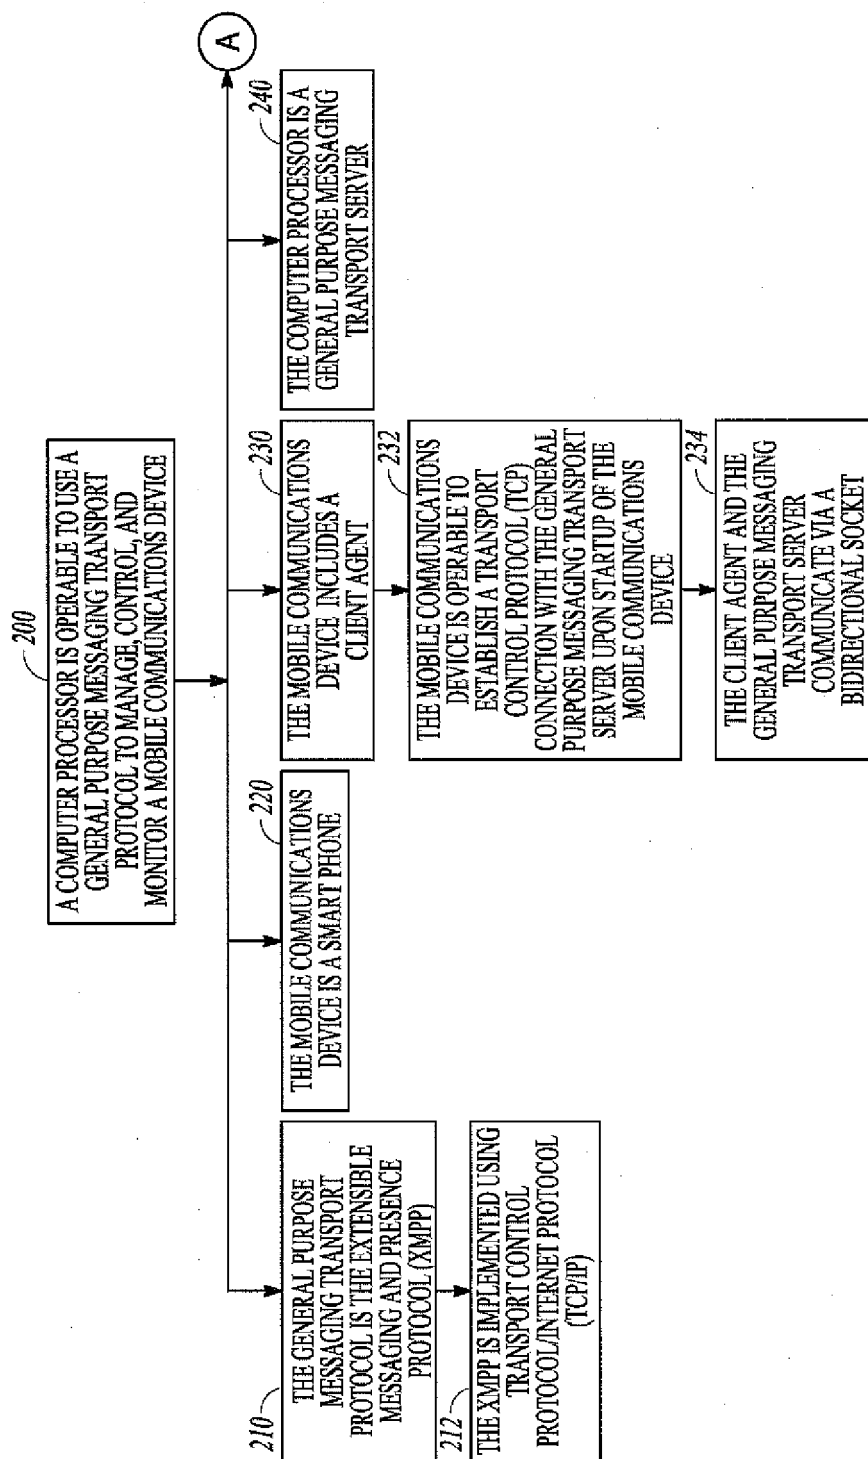 200
A COMPUTER PROCESSOR IS OPERABLE TO USE A
GENERAL PURPOSE MESSAGING TRANSPORT
PROTOCOL TO MANAGE, CONTROL, AND
MONITOR A MOBILE COMMUNICATIONS DEVICE
A
210
THE GENERAL PURPOSE
MESSAGING TRANSPORT
PROTOCOL IS THE EXTENSIBLE
MESSAGING AND PRESENCE
PROTOCOL (XMPP)
212
THE XMPP IS IMPLEMENTED USING
TRANSPORT CONTROL
PROTOCOL/INTERNET PROTOCOL
(TCP/IP)
220
THE MOBILE COMMUNICATIONS
DEVICE IS A SMART PHONE
230
THE MOBILE COMMUNICATIONS
DEVICE INCLUDES A
CLIENT AGENT
232
THE MOBILE COMMUNICATIONS
DEVICE IS OPERABLE TO
ESTABLISH A TRANSPORT
CONTROL PROTOCOL (TCP)
CONNECTION WITH THE GENERAL
PURPOSE MESSAGING TRANSPORT
SERVER UPON STARTUP OF THE
MOBILE COMMUNICATIONS
DEVICE
234
THE CLIENT AGENT AND THE
GENERAL PURPOSE MESSAGING
TRANSPORT SERVER
COMMUNICATE VIA A
BIDIRECTIONAL SOCKET
240
THE COMPUTER PROCESSOR IS A
GENERAL PURPOSE MESSAGING
TRANSPORT SERVER